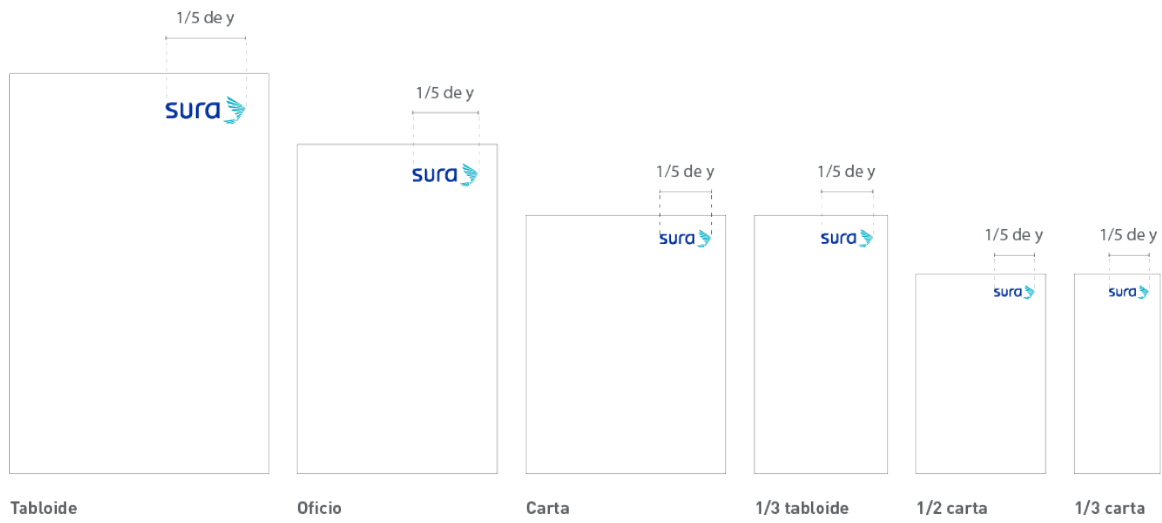 1/5 de y
sura
1/5 de y
sura
1/5 de y
sura
1/5 de y
sura
1/5 de y
sura
1/5 de y
sura
Tabloide
Oficio
Carta
1/3 tabloide
1/2 carta
1/3 carta